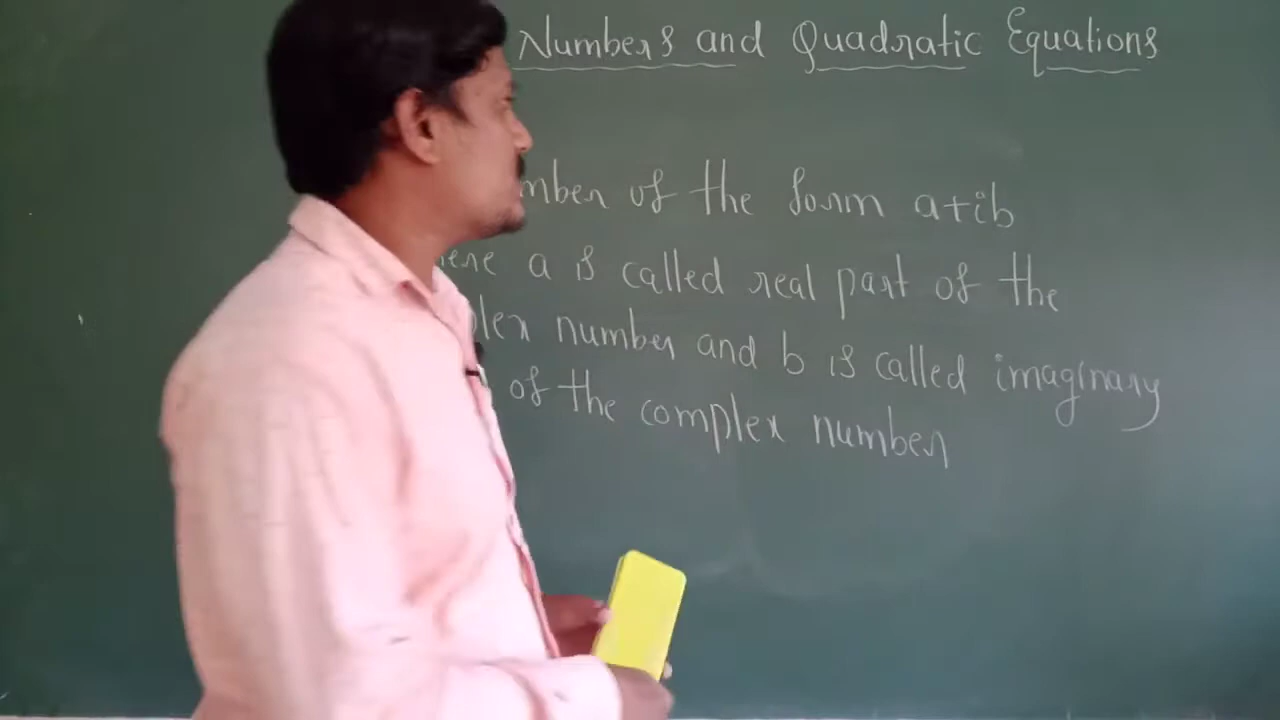 Numbers and Quadratic Equations
mber of the form a+ib
ere a is called real part of the
plex number and b is called imaginary
of the complex number